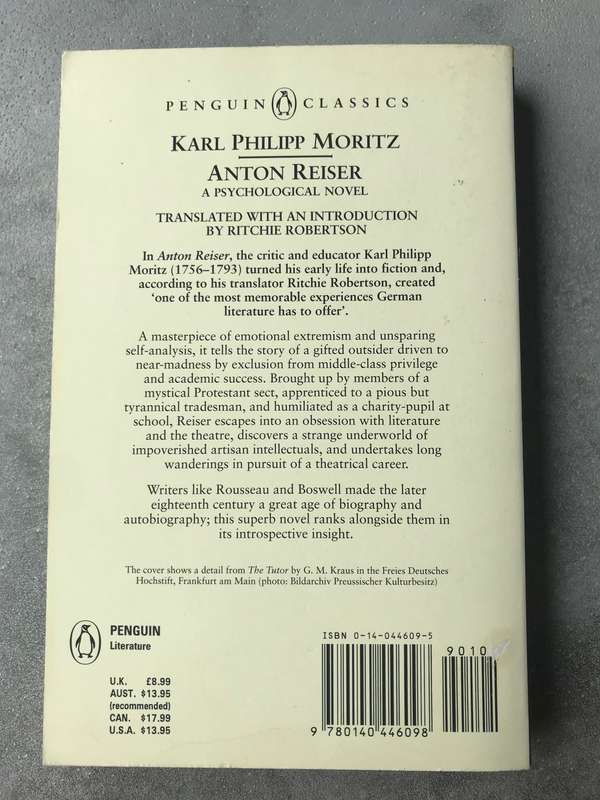 PENGUIN CLASSICS
KARL PHILIPP MORITZ
ANTON REISER
A PSYCHOLOGICAL NOVEL
TRANSLATED WITH AN INTRODUCTION
BY RITCHIE ROBERTSON
In Anton Reiser, the critic and educator Karl Philipp
Moritz (1756–1793) turned his early life into fiction and,
according to his translator Ritchie Robertson, created
'one of the most memorable experiences German
literature has to offer'.
A masterpiece of emotional extremism and unsparing
self-analysis, it tells the story of a gifted outsider driven to
near-madness by exclusion from middle-class privilege
and academic success. Brought up by members of a
mystical Protestant sect, apprenticed to a pious but
tyrannical tradesman, and humiliated as a charity-pupil at
school, Reiser escapes into an obsession with literature
and the theatre, discovers a strange underworld of
impoverished artisan intellectuals, and undertakes long
wanderings in pursuit of a theatrical career.
Writers like Rousseau and Boswell made the later
eighteenth century a great age of biography and
autobiography; this superb novel ranks alongside them in
its introspective insight.
The cover shows a detail from The Tutor by G. M. Kraus in the Freies Deutsches
Hochstift, Frankfurt am Main (photo: Bildarchiv Preussischer Kulturbesitz)
PENGUIN
Literature
U.K. £8.99
AUST. $13.95
(recommended)
CAN. $17.99
U.S.A. $13.95
ISBN 0-14-044609-5
9010
9 780140 446098